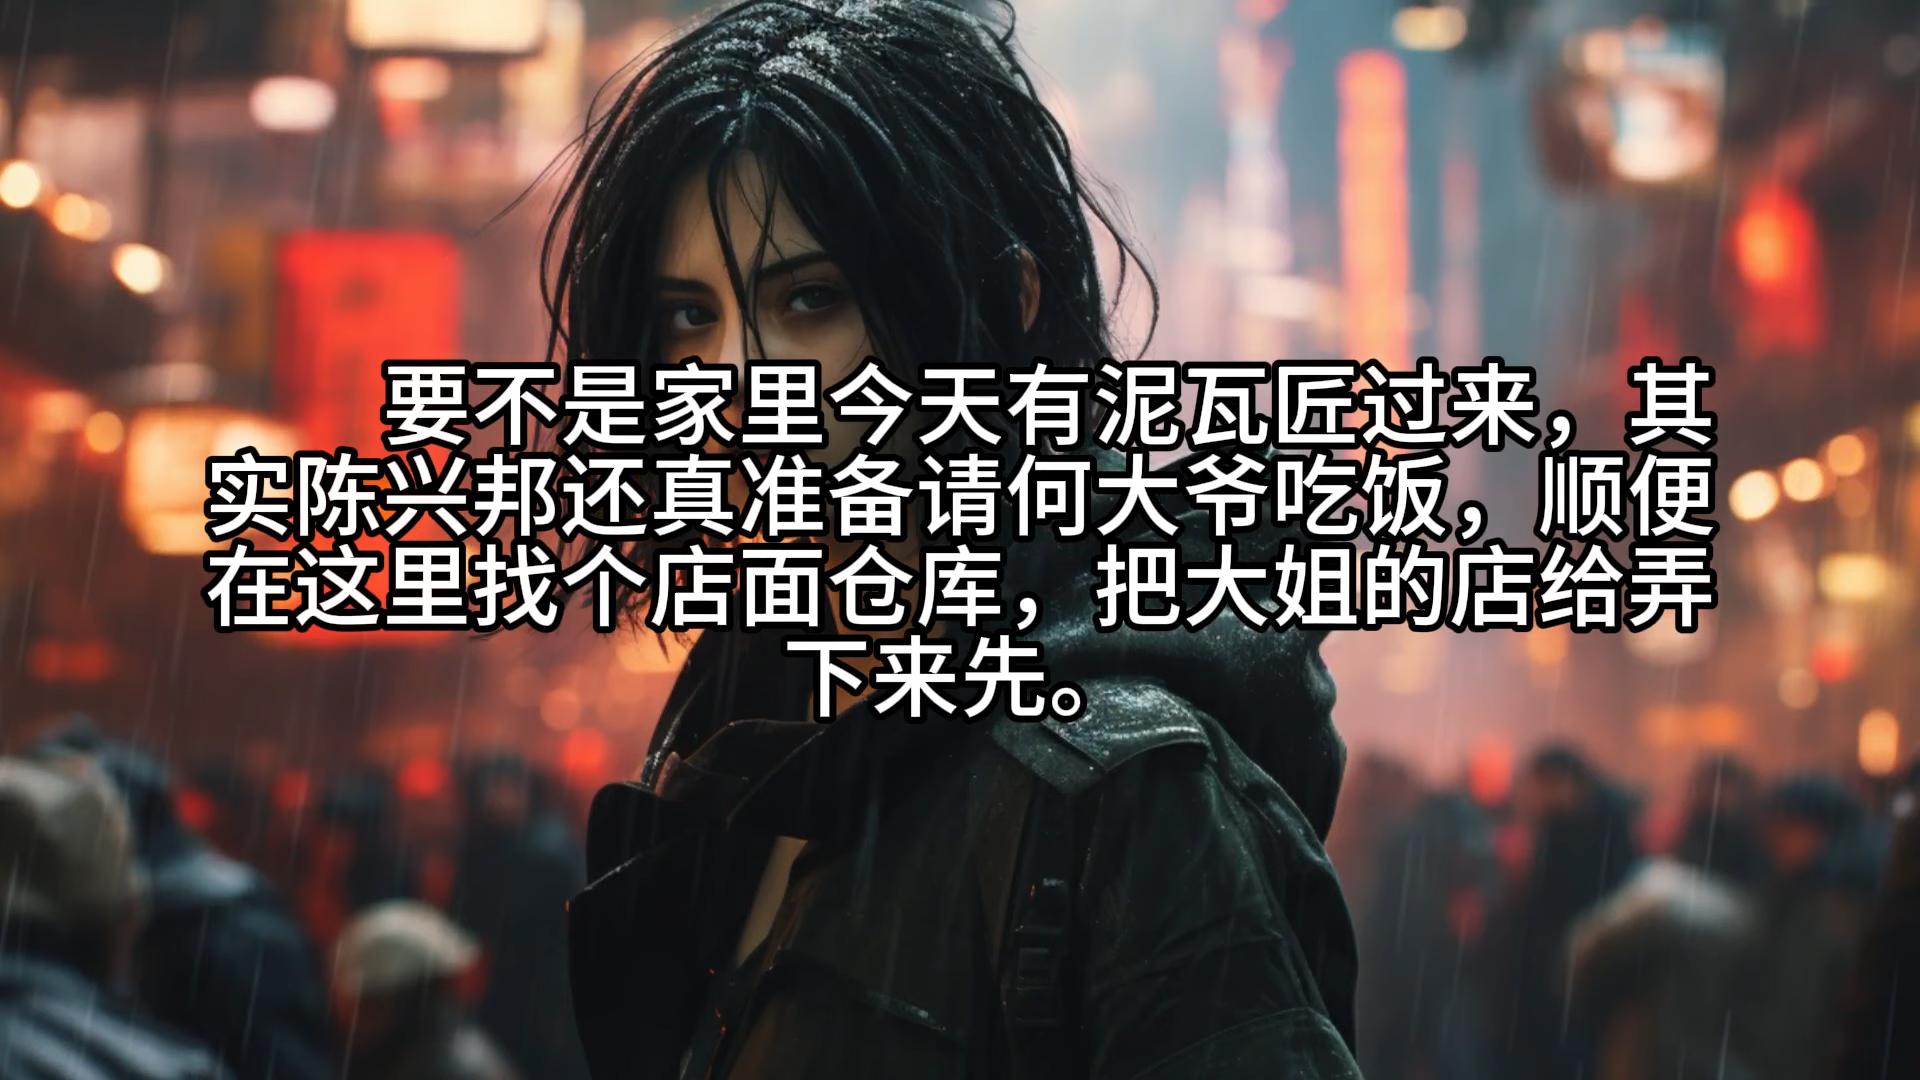 要不是家里今天有泥瓦匠过来，其
实陈兴邦还真准备请何大爷吃饭，顺便
在这里找个店面仓库，把大姐的店给弄
下来先。